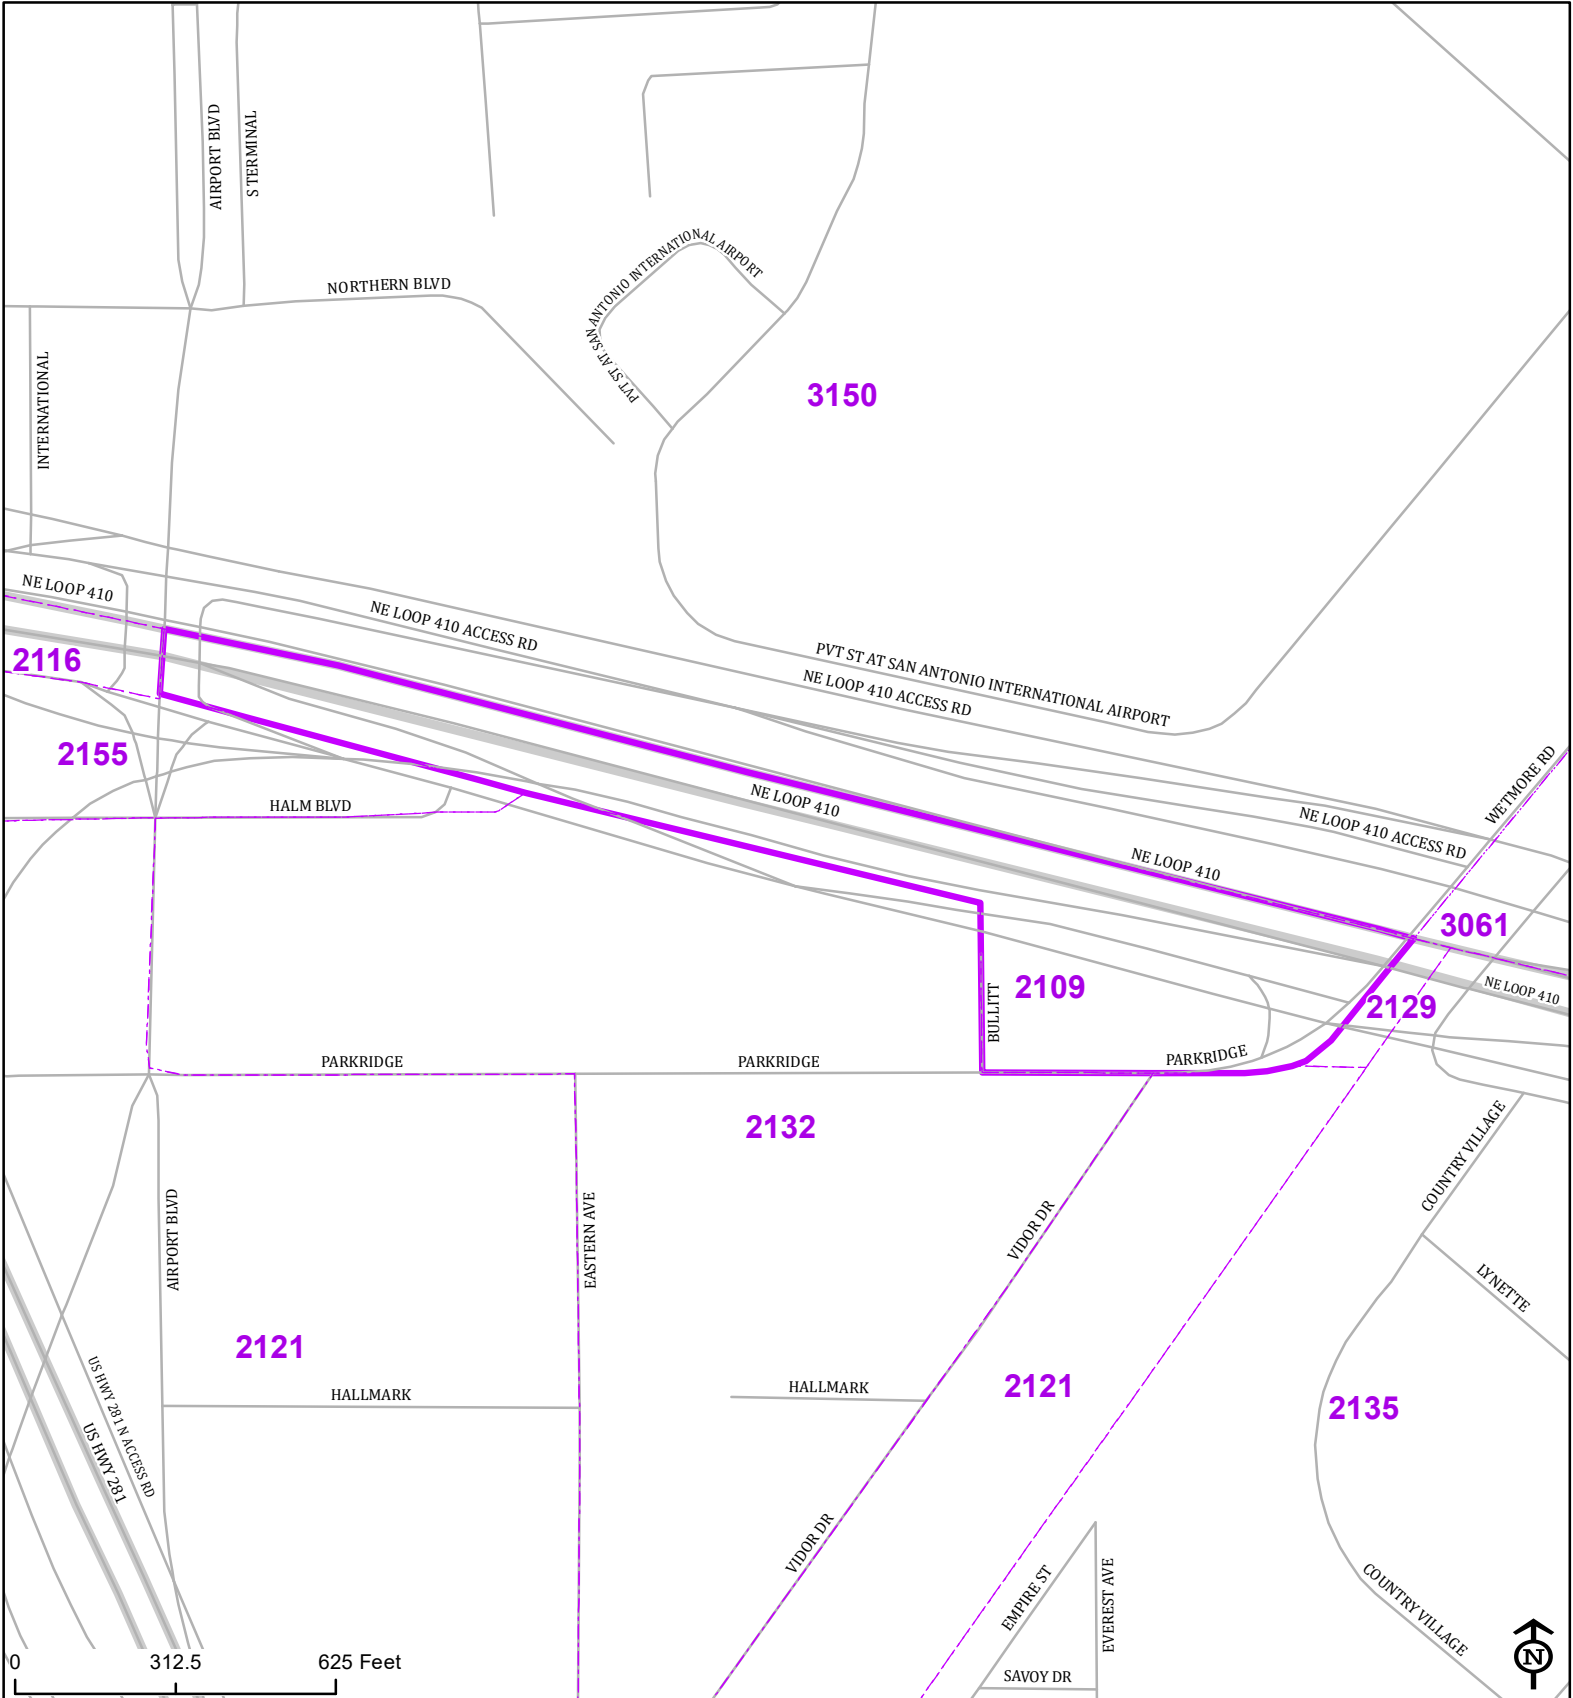 AIRPORT BLVD
S TERMINAL
NORTHERN BLVD
PVT ST AT SAN ANTONIO INTERNATIONAL AIRPORT
INTERNATIONAL
3150
NE LOOP 410
NE LOOP 410 ACCESS RD
2116
PVT ST AT SAN ANTONIO INTERNATIONAL AIRPORT
NE LOOP 410 ACCESS RD
2155
HALM BLVD
NE LOOP 410
WETMORE RD
NE LOOP 410 ACCESS RD
NE LOOP 410
3061
2109
2129
NE LOOP 410
BULLITT
PARKRIDGE
PARKRIDGE
PARKRIDGE
2132
COUNTRY VILLAGE
AIRPORT BLVD
EASTERN AVE
VIDOR DR
LYNETTE
2121
US HWY 281 N ACCESS RD
HALLMARK
HALLMARK
2121
2135
US HWY 281
VIDOR DR
EMPIRE ST
EVEREST AVE
COUNTRY VILLAGE
SAVOY DR
0 312.5 625 Feet
N